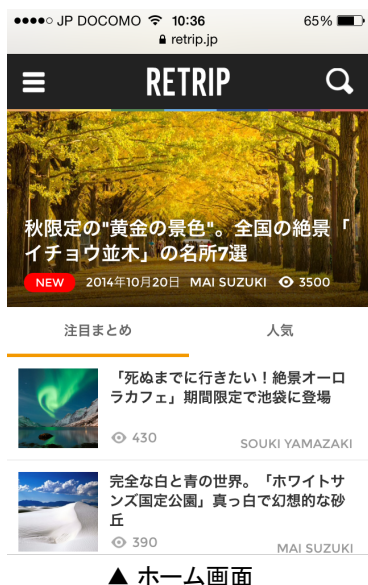 JP DOCOMO 10:36 65%
retrip.jp
RETRIP
秋限定の"黄金の景色"。全国の絶景「
イチョウ並木」の名所7選
NEW 2014年10月20日 MAI SUZUKI 3500
注目まとめ 人気
「死ぬまでに行きたい！絶景オーロ
ラカフェ」期間限定で池袋に登場
430 SOUKI YAMAZAKI
完全な白と青の世界。「ホワイトサ
ンズ国定公園」真っ白で幻想的な砂
丘
390 MAI SUZUKI
▲ ホーム画面